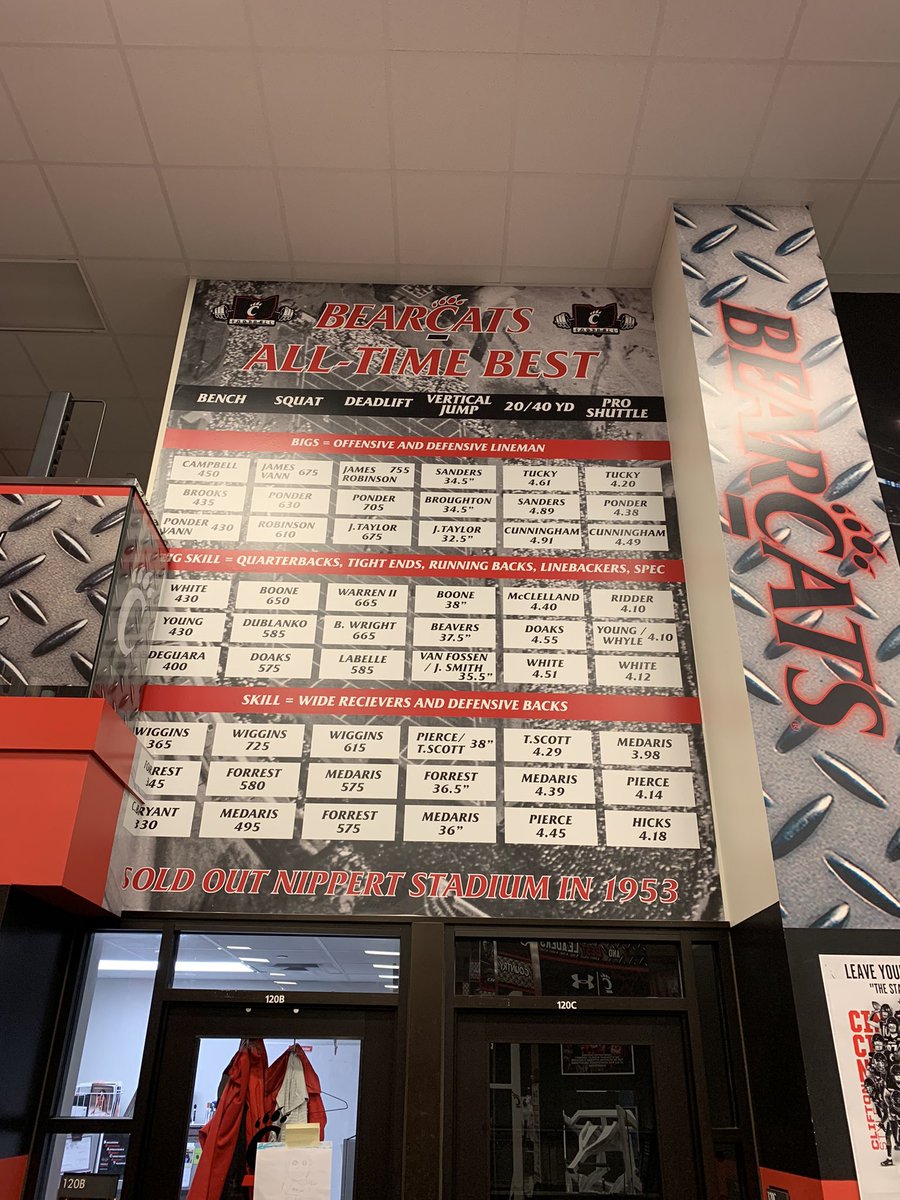 BEARCATS
ALL-TIME BEST
BENCH SQUAT DEADLIFT VERTICAL JUMP 20/40 YD PRO SHUTTLE
BIGS = OFFENSIVE AND DEFENSIVE LINEMAN
CAMPBELL 450 JAMES VANN 675 JAMES ROBINSON 755 SANDERS 34.5" TUCKY 4.61 TUCKY 4.20
BROOKS 435 PONDER 630 PONDER 705 BROUGHTON 34.5" SANDERS 4.89 PONDER 4.38
PONDER VANN 430 ROBINSON 610 J.TAYLOR 675 J.TAYLOR 32.5" CUNNINGHAM 4.91 CUNNINGHAM 4.49
SKILL = QUARTERBACKS, TIGHT ENDS, RUNNING BACKS, LINEBACKERS, SPEC
WHITE 430 BOONE 650 WARREN II 665 BOONE 38" McCLELLAND 4.40 RIDDER 4.10
YOUNG 430 DUBLANKO 585 B. WRIGHT 665 BEAVERS 37.5" DOAKS 4.55 YOUNG / WHYLE 4.10
DEGUARA 400 DOAKS 575 LABELLE 585 VAN FOSSEN / J. SMITH 35.5" WHITE 4.51 WHITE 4.12
SKILL = WIDE RECIEVERS AND DEFENSIVE BACKS
WIGGINS 365 WIGGINS 725 WIGGINS 615 PIERCE/ T.SCOTT 38" T.SCOTT 4.29 MEDARIS 3.98
FORREST 580 MEDARIS 575 FORREST 36.5" MEDARIS 4.39 PIERCE 4.14
MEDARIS 495 FORREST 575 MEDARIS 36" PIERCE 4.45 HICKS 4.18
SOLD OUT NIPPERT STADIUM IN 1953
BEARCATS
FOOTBALL
FOOTBALL
120B
120C
120B
LEAVE YOU
"THE STA